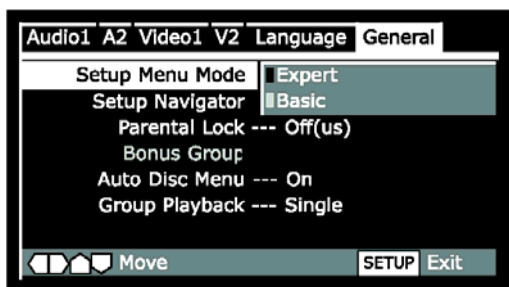 Audio1 A2 Video1 V2 Language General
Setup Menu Mode Expert
Setup Navigator Basic
Parental Lock --- Off(us)
Bonus Group
Auto Disc Menu --- On
Group Playback --- Single
Move SETUP Exit